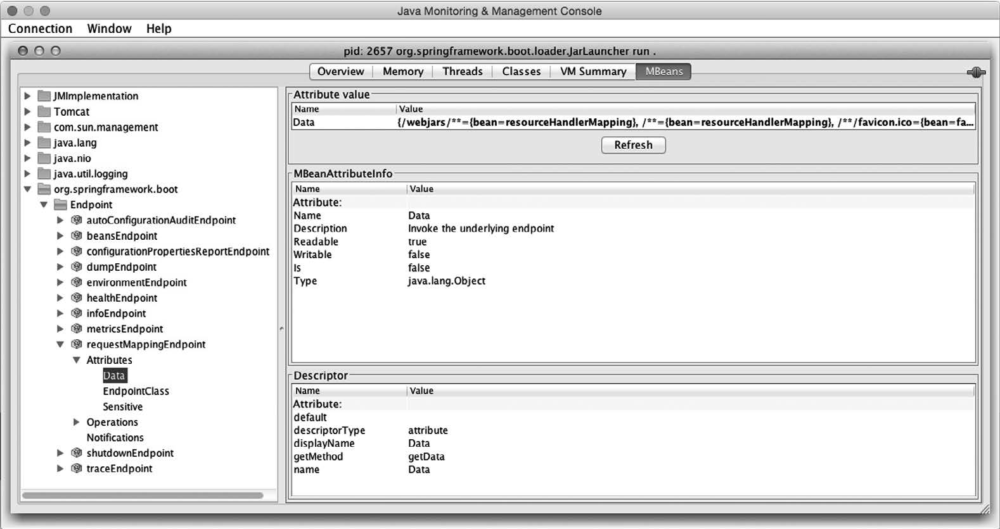 Java Monitoring & Management Console
Connection Window Help
pid: 2657 org.springframework.boot.loader.JarLauncher run .
Overview Memory Threads Classes VM Summary MBeans
JMImplementation
Tomcat
com.sun.management
java.lang
java.nio
java.util.logging
org.springframework.boot
Endpoint
autoConfigurationAuditEndpoint
beansEndpoint
configurationPropertiesReportEndpoint
dumpEndpoint
environmentEndpoint
healthEndpoint
infoEndpoint
metricsEndpoint
requestMappingEndpoint
Attributes
Data
EndpointClass
Sensitive
Operations
Notifications
shutdownEndpoint
traceEndpoint
Attribute value
Name Value
Data {/webjars/**={bean=resourceHandlerMapping}, /**={bean=resourceHandlerMapping}, /**/favicon.ico={bean=fa...
Refresh
MBeanAttributeInfo
Name Value
Attribute:
Name Data
Description Invoke the underlying endpoint
Readable true
Writable false
Is false
Type java.lang.Object
Descriptor
Name Value
Attribute:
default
descriptorType attribute
displayName Data
getMethod getData
name Data